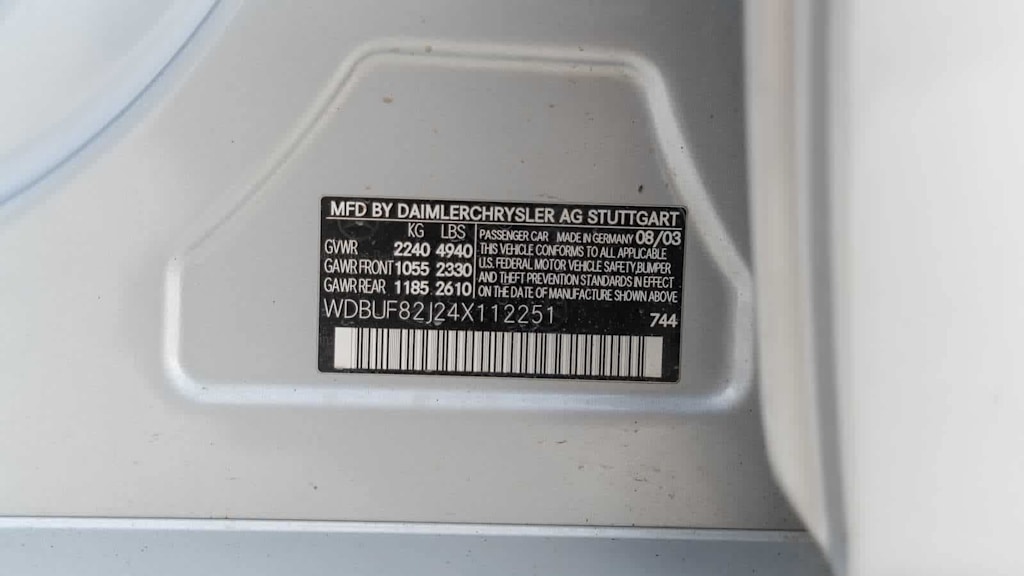 MFD BY DAIMLERCHRYSLER AG STUTTGART
KG LBS
GVWR 2240 4940
GAWR FRONT 1055 2330
GAWR REAR 1185 2610
PASSENGER CAR MADE IN GERMANY 08/03
THIS VEHICLE CONFORMS TO ALL APPLICABLE
U.S. FEDERAL MOTOR VEHICLE SAFETY, BUMPER
AND THEFT PREVENTION STANDARDS IN EFFECT
ON THE DATE OF MANUFACTURE SHOWN ABOVE
WDBUF82J24X112251
744